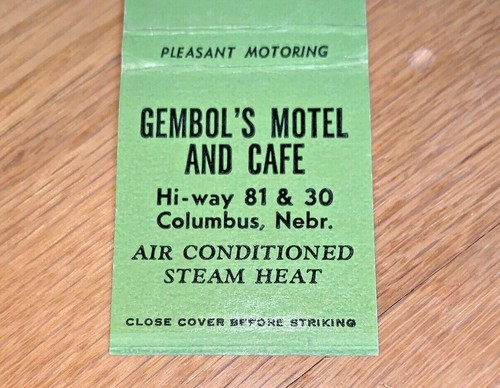 PLEASANT MOTORING
GEMBOL'S MOTEL
AND CAFE
Hi-way 81 & 30
Columbus, Nebr.
AIR CONDITIONED
STEAM HEAT
CLOSE COVER BEFORE STRIKING